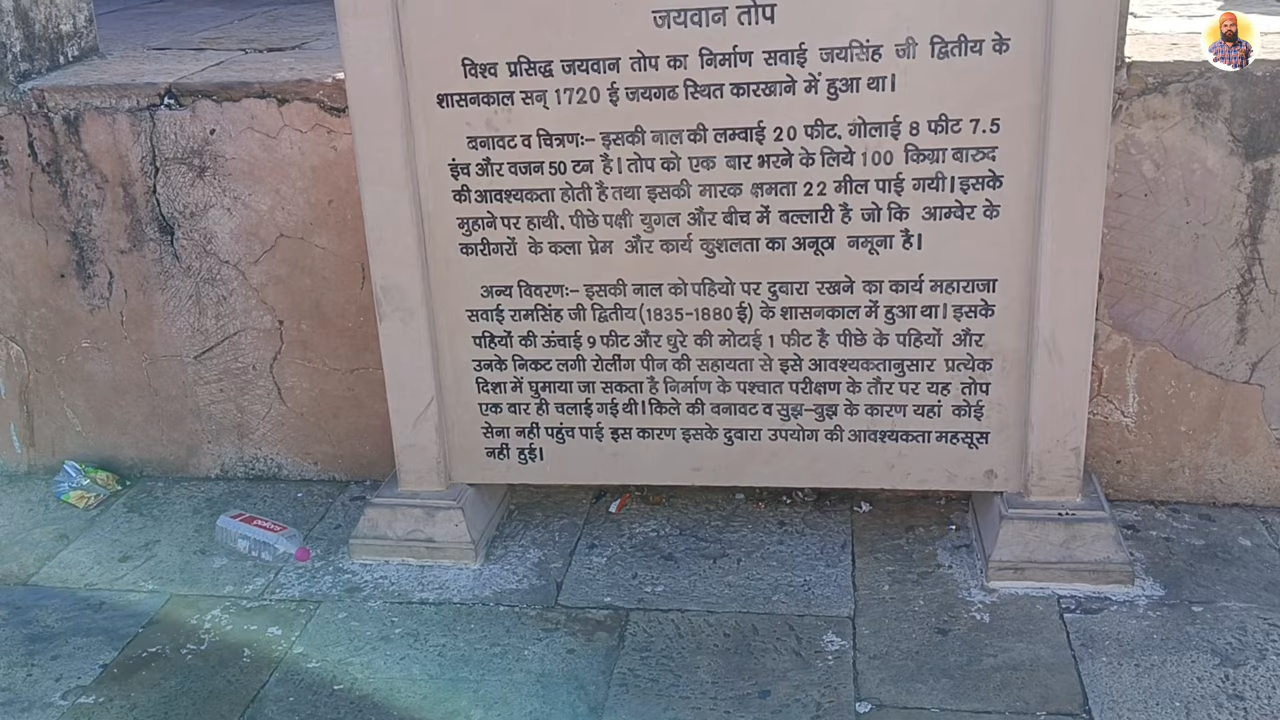 जयवान तोप
विश्व प्रसिद्ध जयवान तोप का निर्माण सवाई जयसिंह जी द्वितीय के
शासनकाल सन् 1720 ई जयगढ स्थित कारखाने में हुआ था।
बनावट व चित्रणः- इसकी नाल की लम्बाई 20 फीट, गोलाई 8 फीट 7.5
इंच और वजन 50 टन है। तोप को एक बार भरने के लिये 100 किग्रा बारुद
की आवश्यकता होती है तथा इसकी मारक क्षमता 22 मील पाई गयी। इसके
मुहाने पर हाथी, पीछे पक्षी युगल और बीच में बल्लारी है जो कि आम्बेर के
कारीगरों के कला प्रेम और कार्य कुशलता का अनूठा नमूना है।
अन्य विवरणः- इसकी नाल को पहियो पर दुबारा रखने का कार्य महाराजा
सवाई रामसिंह जी द्वितीय (1835-1880 ई) के शासनकाल में हुआ था। इसके
पहियों की ऊंचाई 9 फीट और धुरे की मोटाई 1 फीट है पीछे के पहियों और
उनके निकट लगी रोलींग पीन की सहायता से इसे आवश्यकतानुसार प्रत्येक
दिशा में घुमाया जा सकता है निर्माण के पश्चात परीक्षण के तौर पर यह तोप
एक बार ही चलाई गई थी। किले की बनावट व सुझ-बुझ के कारण यहां कोई
सेना नहीं पहुंच पाई इस कारण इसके दुबारा उपयोग की आवश्यकता महसूस
नहीं हुई।